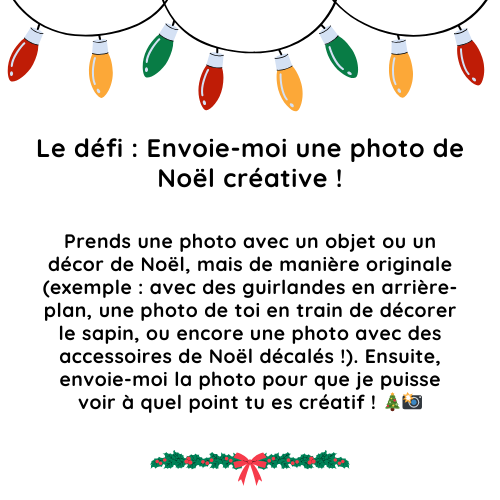 Le défi : Envoie-moi une photo de
Noël créative !
Prends une photo avec un objet ou un
décor de Noël, mais de manière originale
(exemple : avec des guirlandes en arrière-
plan, une photo de toi en train de décorer
le sapin, ou encore une photo avec des
accessoires de Noël décalés !). Ensuite,
envoie-moi la photo pour que je puisse
voir à quel point tu es créatif ! 🎄📸